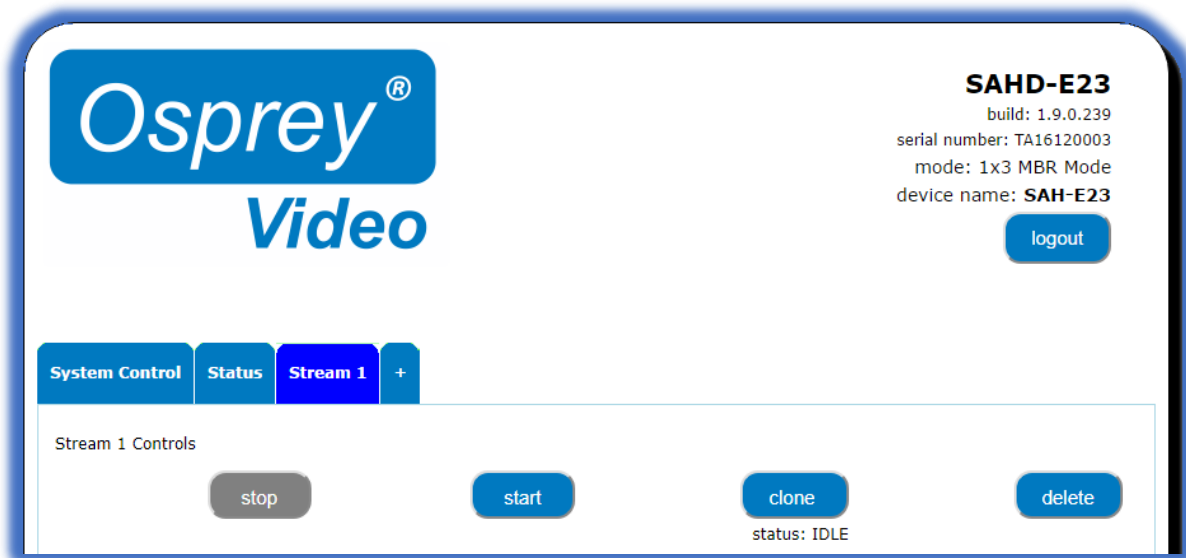 Osprey®
Video
SAHD-E23
build: 1.9.0.239
serial number: TA16120003
mode: 1x3 MBR Mode
device name: SAH-E23
logout
System Control Status Stream 1 +
Stream 1 Controls
stop start clone delete
status: IDLE